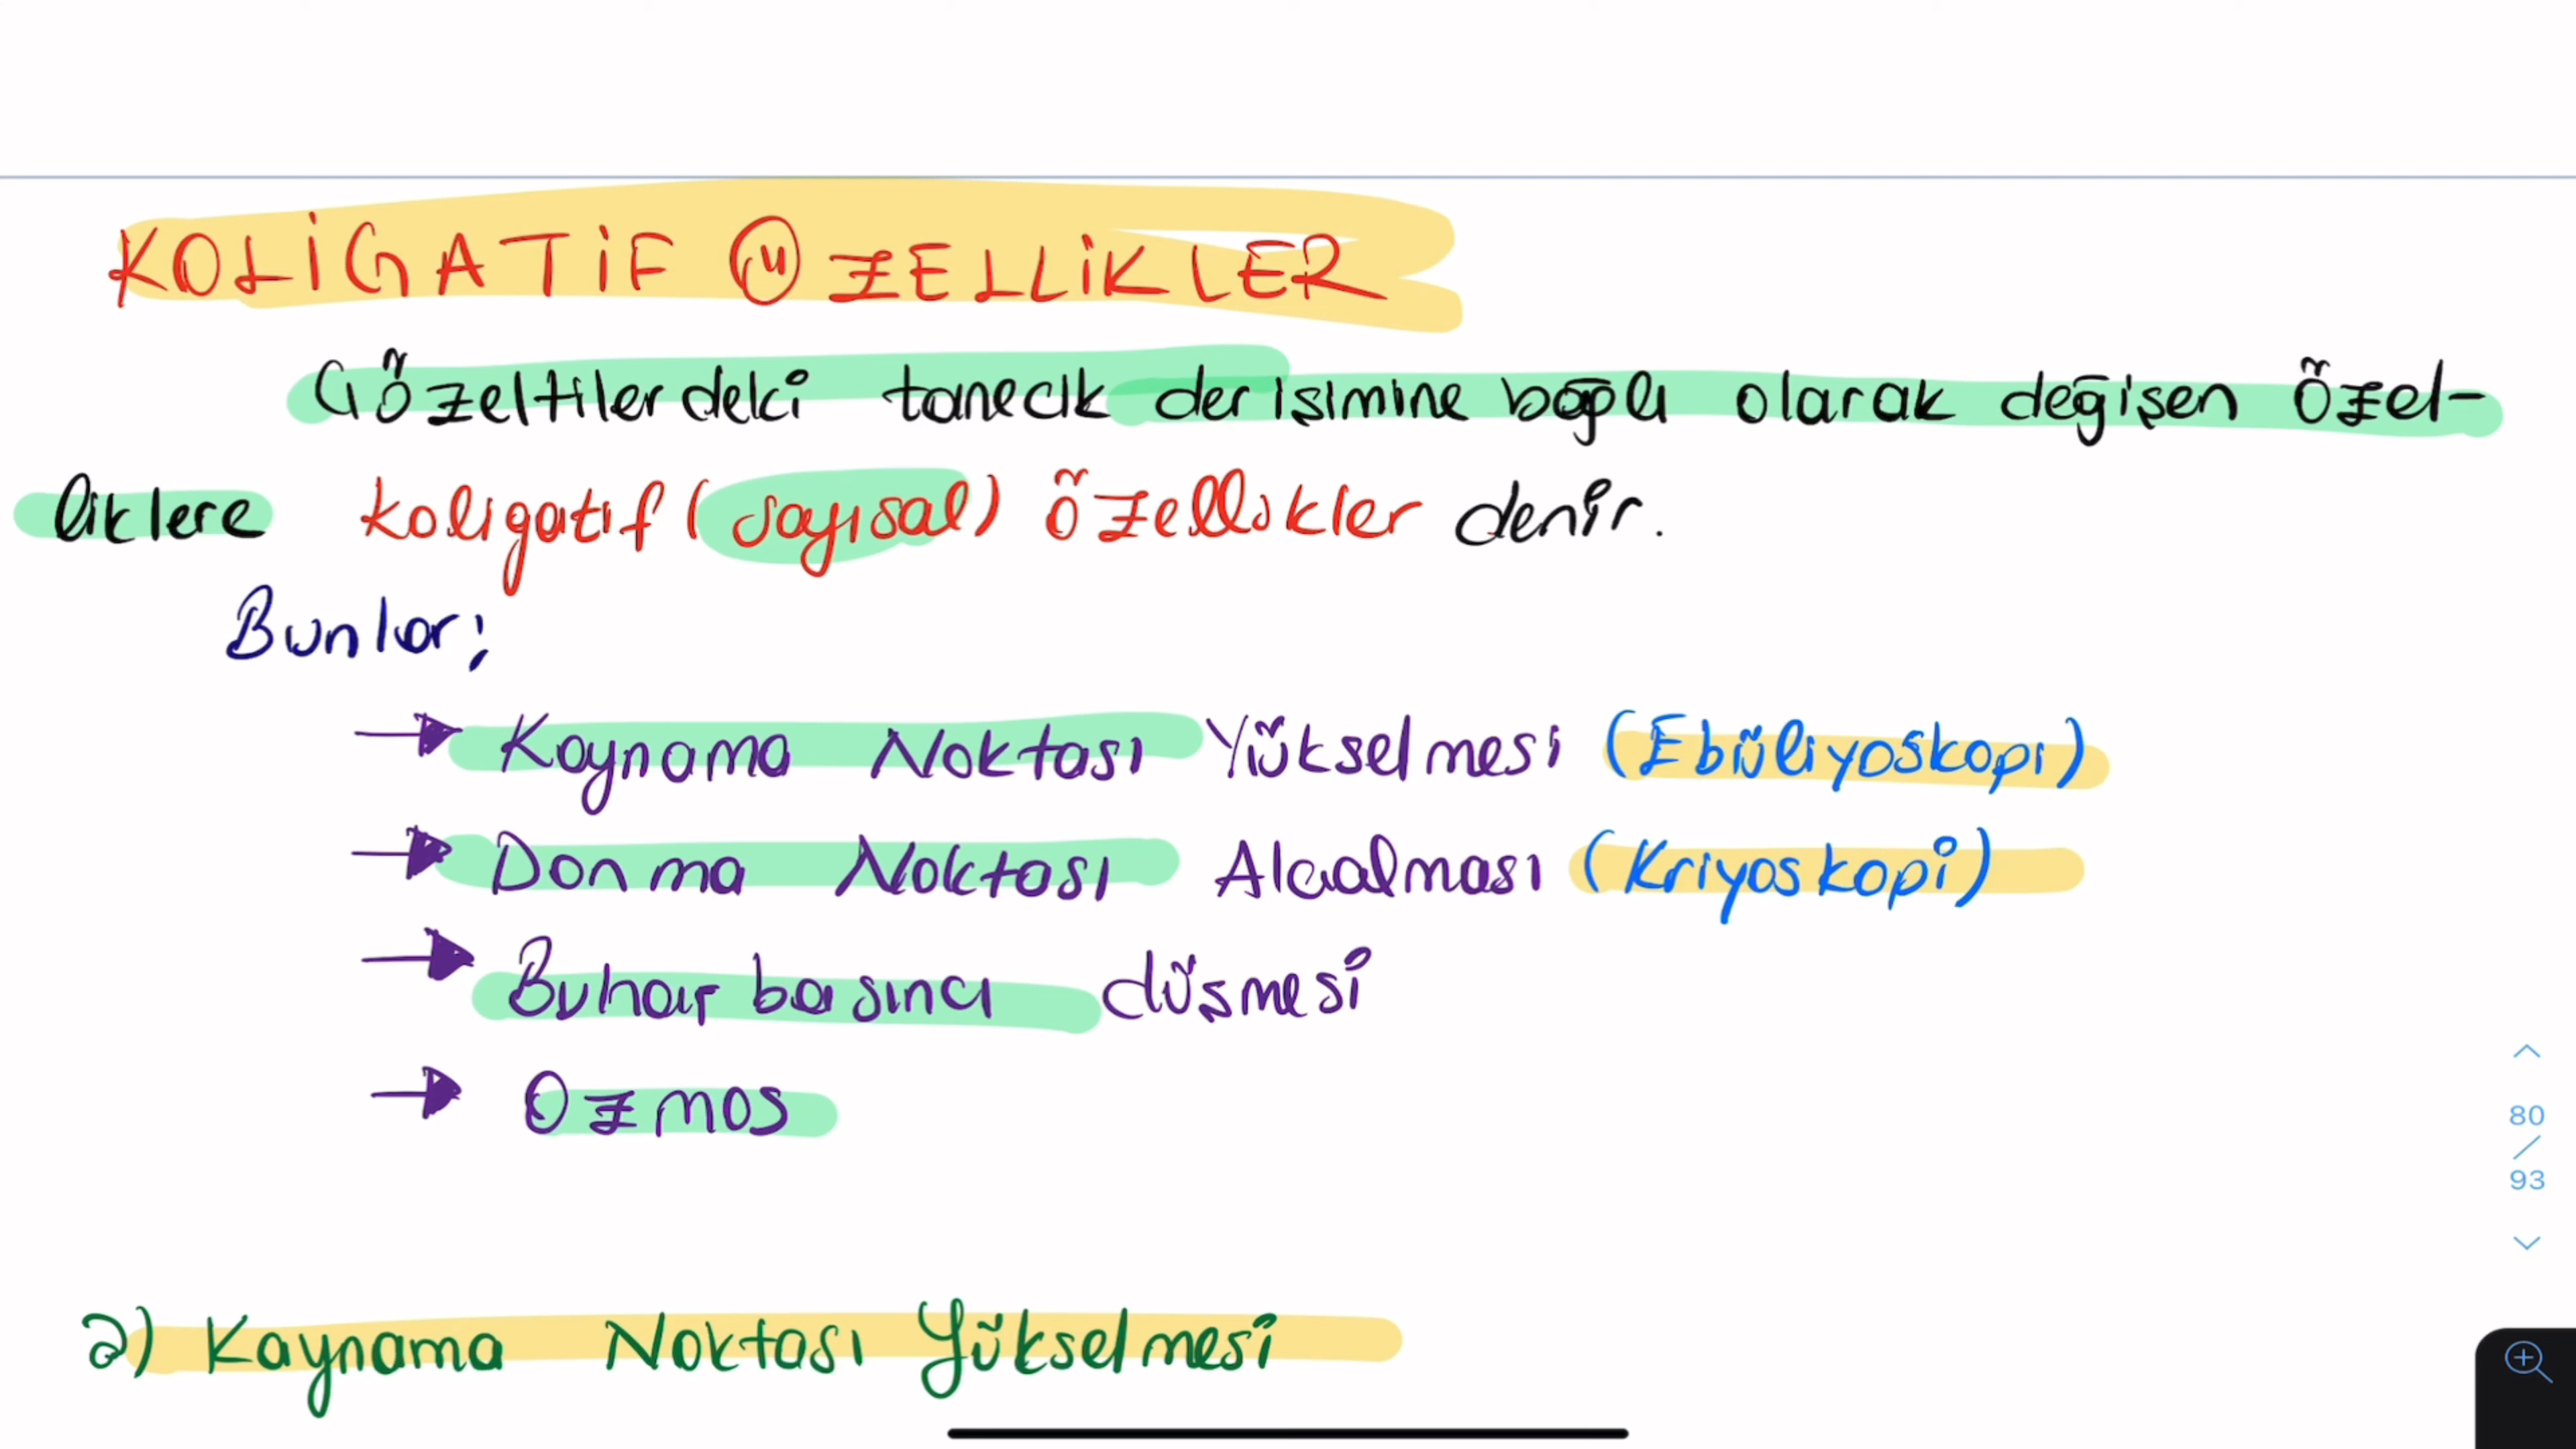 KOLİGATİF ÖZELLİKLER
Çözeltilerdeki tanecik derişimine bağlı olarak değişen özel-
liklere koligatif (sayısal) özellikler denir.
Bunlar;
→ Kaynama Noktası Yükselmesi (Ebüliyoskopi)
→ Donma Noktası Alçalması (Kriyoskopi)
→ Buhar basıncı düşmesi
→ Ozmos
80
/
93
a) Kaynama Noktası Yükselmesi